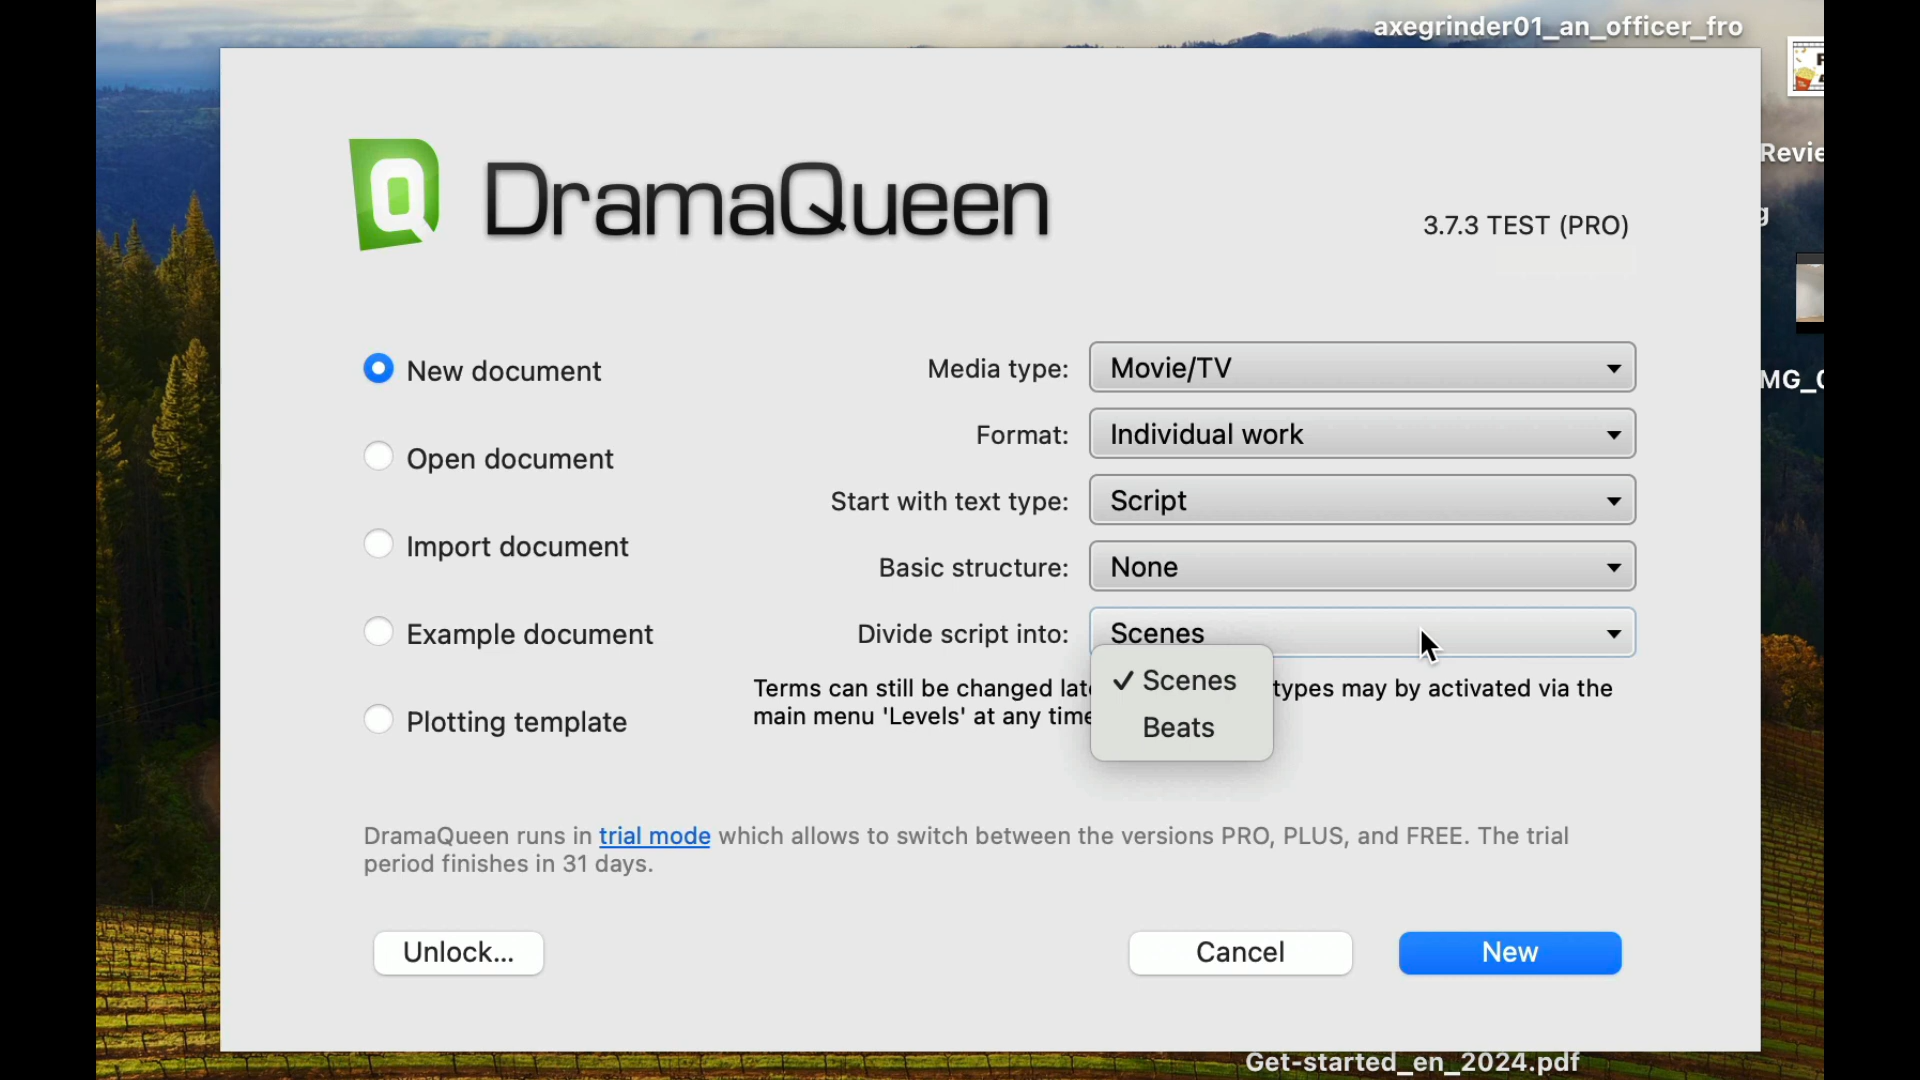 axegrinder01_an_officer_fro
DramaQueen
3.7.3 TEST (PRO)
New document
Media type: Movie/TV
Open document
Format: Individual work
Start with text type: Script
Import document
Basic structure: None
Example document
Divide script into: Scenes
✓ Scenes
Beats
Terms can still be changed types may by activated via the
main menu 'Levels' at any time
Plotting template
DramaQueen runs in trial mode which allows to switch between the versions PRO, PLUS, and FREE. The trial
period finishes in 31 days.
Unlock...
Cancel
New
Get-started_en_2024.pdf